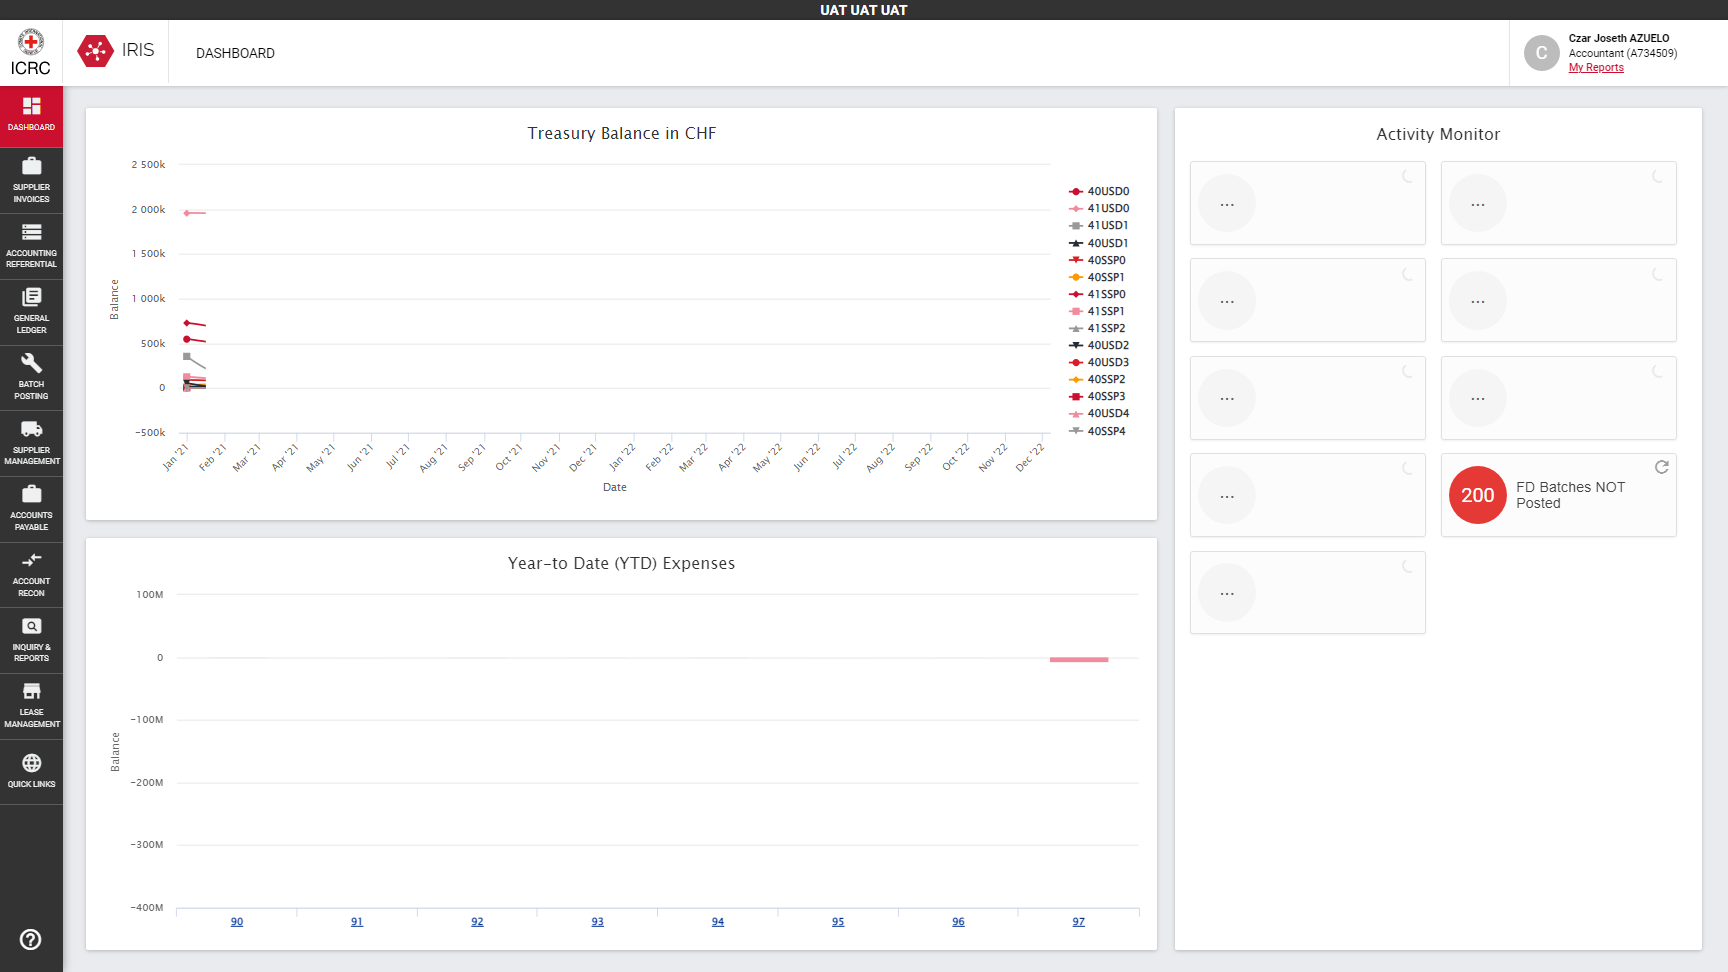 UAT UAT UAT
ICRC
IRIS
DASHBOARD
C
Czar Joseth AZUELO
Accountant (A734509)
My Reports
DASHBOARD
SUPPLIER
INVOICES
ACCOUNTING
REFERENTIAL
GENERAL
LEDGER
BATCH
POSTING
SUPPLIER
MANAGEMENT
ACCOUNTS
PAYABLE
ACCOUNT
RECON
INQUIRY &
REPORTS
LEASE
MANAGEMENT
QUICK LINKS
Treasury Balance in CHF
2 500k
2 000k
1 500k
1 000k
500k
0
−500k
Balance
Jan '21
Feb '21
Mar '21
Apr '21
May '21
Jun '21
Jul '21
Aug '21
Sep '21
Oct '21
Nov '21
Dec '21
Jan '22
Feb '22
Mar '22
Apr '22
May '22
Jun '22
Jul '22
Aug '22
Sep '22
Oct '22
Nov '22
Dec '22
Date
40USD0
41USD0
41USD1
40USD1
40SSP0
40SSP1
41SSP0
41SSP1
41SSP2
40USD2
40USD3
40SSP2
40SSP3
40USD4
40SSP4
Year-to Date (YTD) Expenses
100M
0
−100M
−200M
−300M
−400M
Balance
90 91 92 93 94 95 96 97
Activity Monitor
...
...
...
...
...
...
...
200
FD Batches NOT
Posted
...